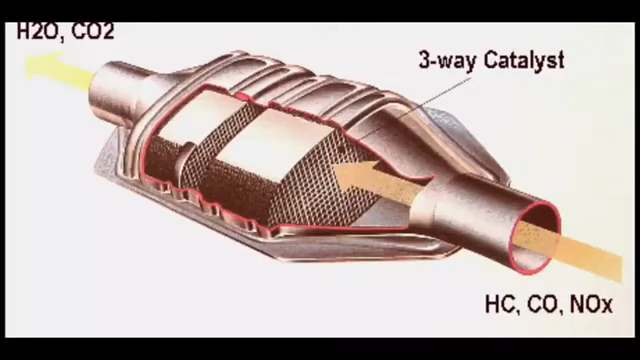 H2O, CO2
3-way Catalyst
HC, CO, NOx